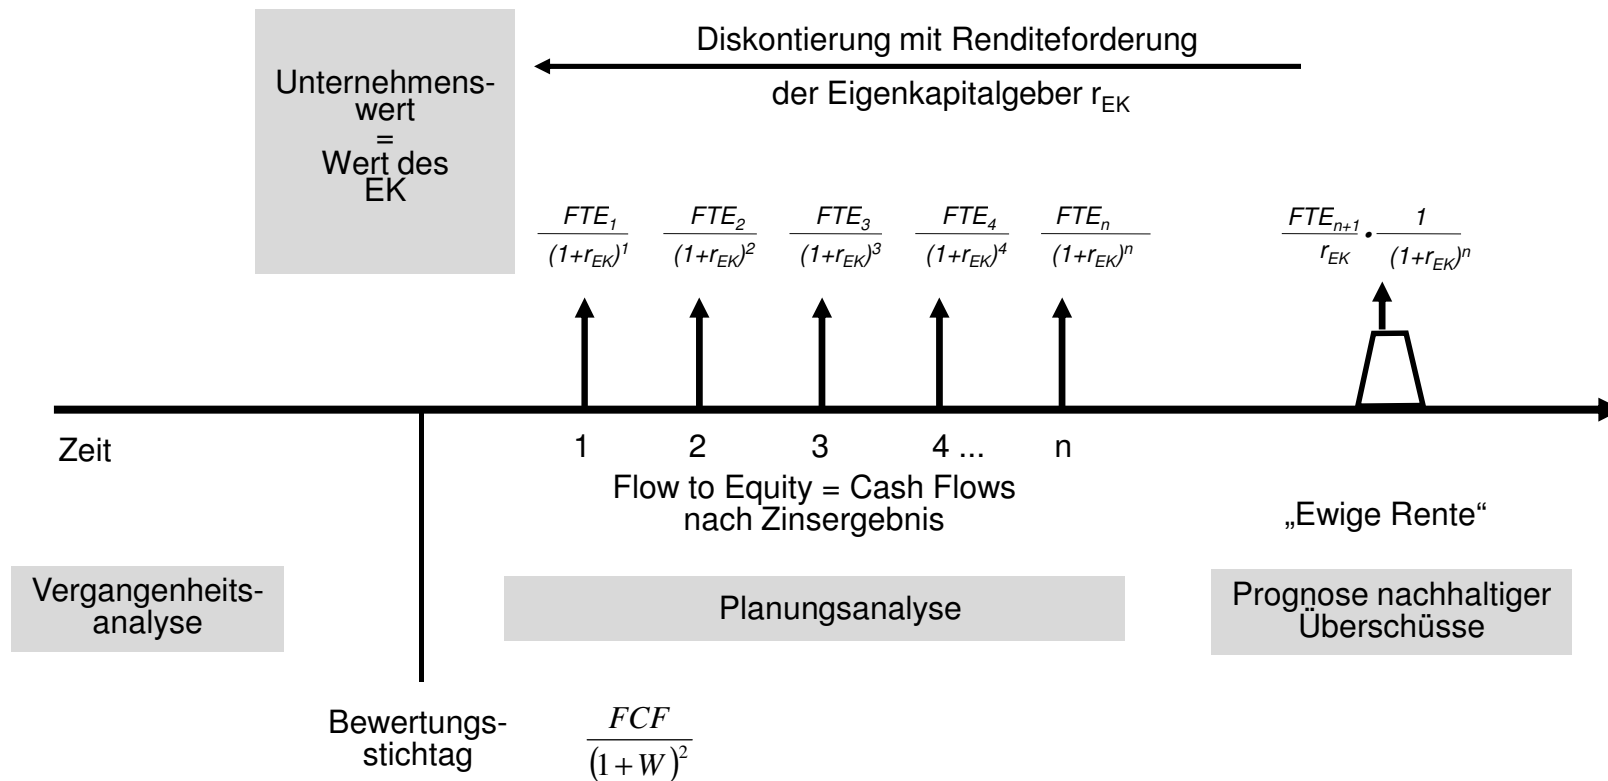 Diskontierung mit Renditeforderung
der Eigenkapitalgeber r_EK
Unternehmens-
wert
=
Wert des
EK
FTE_1 / (1+r_EK)^1
FTE_2 / (1+r_EK)^2
FTE_3 / (1+r_EK)^3
FTE_4 / (1+r_EK)^4
FTE_n / (1+r_EK)^n
FTE_n+1 / r_EK • 1 / (1+r_EK)^n
Zeit
1 2 3 4 ... n
Flow to Equity = Cash Flows
nach Zinsergebnis
„Ewige Rente“
Vergangenheits-
analyse
Planungsanalyse
Prognose nachhaltiger
Überschüsse
Bewertungs-
stichtag
FCF / (1+W)^2